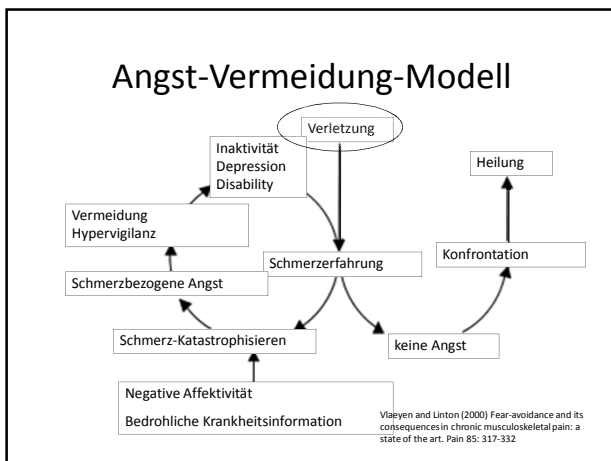 Angst-Vermeidung-Modell
Verletzung
Inaktivität
Depression
Disability
Heilung
Vermeidung
Hypervigilanz
Schmerzerfahrung
Konfrontation
Schmerzbezogene Angst
Schmerz-Katastrophisieren
keine Angst
Negative Affektivität
Bedrohliche Krankheitsinformation
Vlaeyen and Linton (2000) Fear-avoidance and its
consequences in chronic musculoskeletal pain: a
state of the art. Pain 85: 317-332